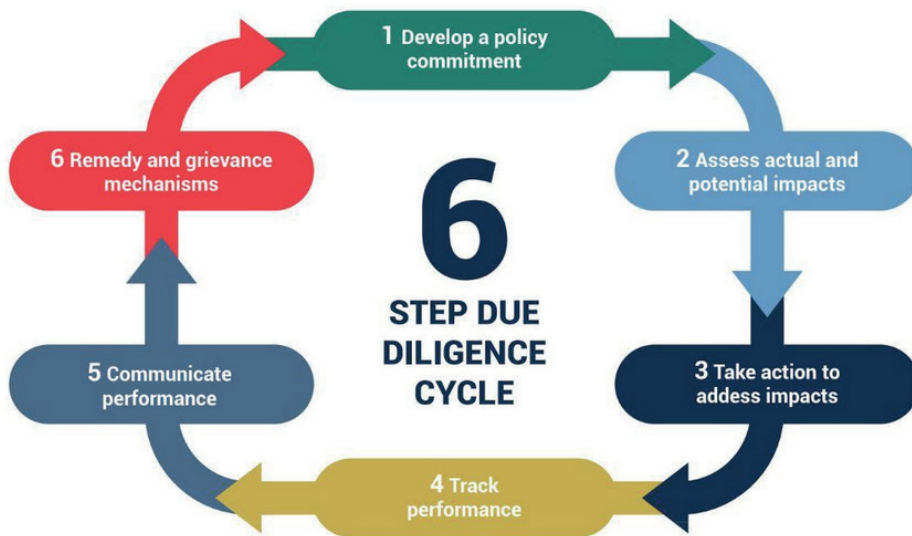 1 Develop a policy
commitment
2 Assess actual and
potential impacts
3 Take action to
addess impacts
4 Track
performance
5 Communicate
performance
6 Remedy and grievance
mechanisms
6
STEP DUE
DILIGENCE
CYCLE